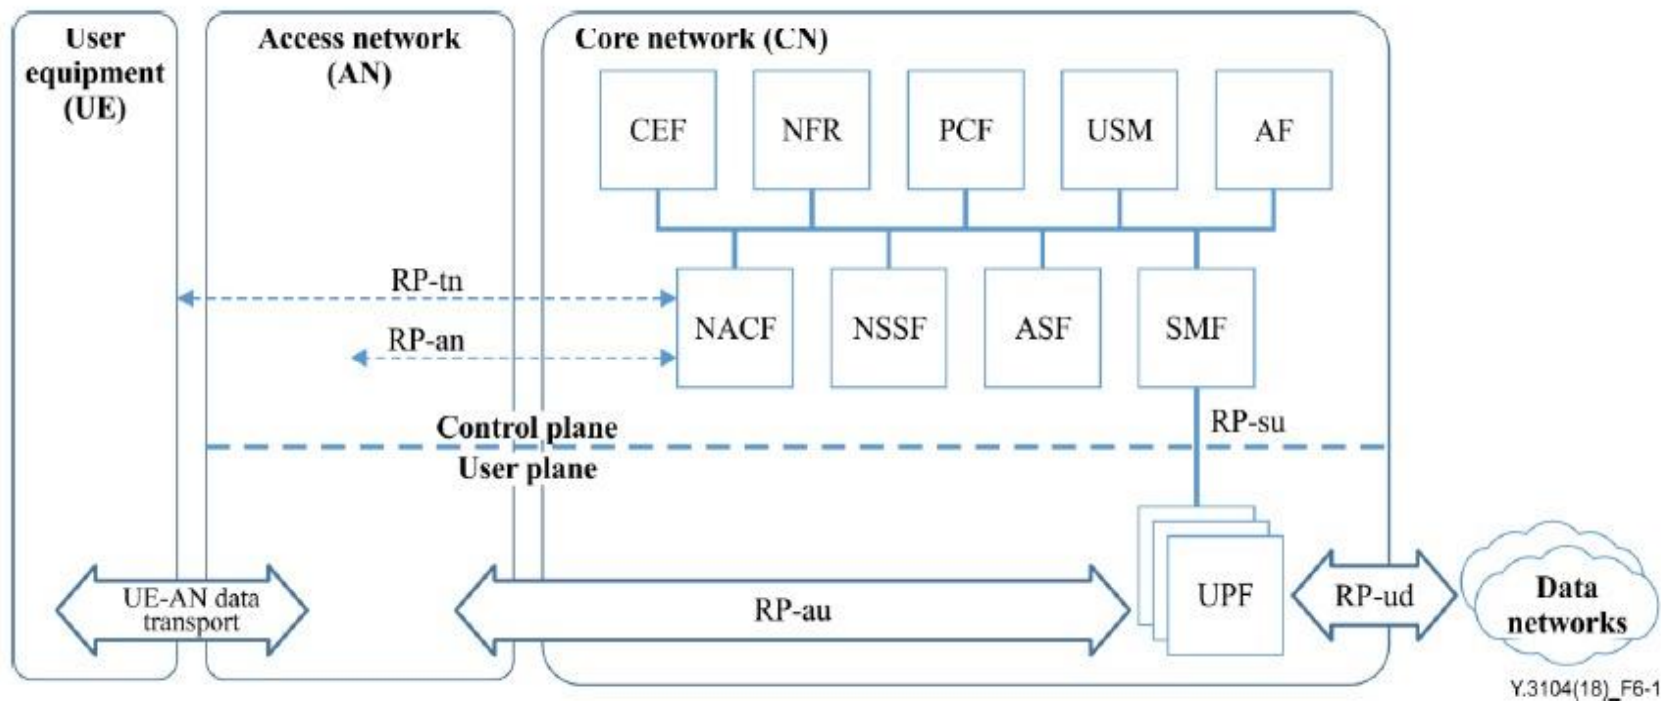 User
equipment
(UE)
Access network
(AN)
Core network (CN)
CEF
NFR
PCF
USM
AF
RP-tn
RP-an
NACF
NSSF
ASF
SMF
RP-su
Control plane
User plane
UE-AN data
transport
RP-au
UPF
RP-ud
Data
networks
Y.3104(18)_F6-1